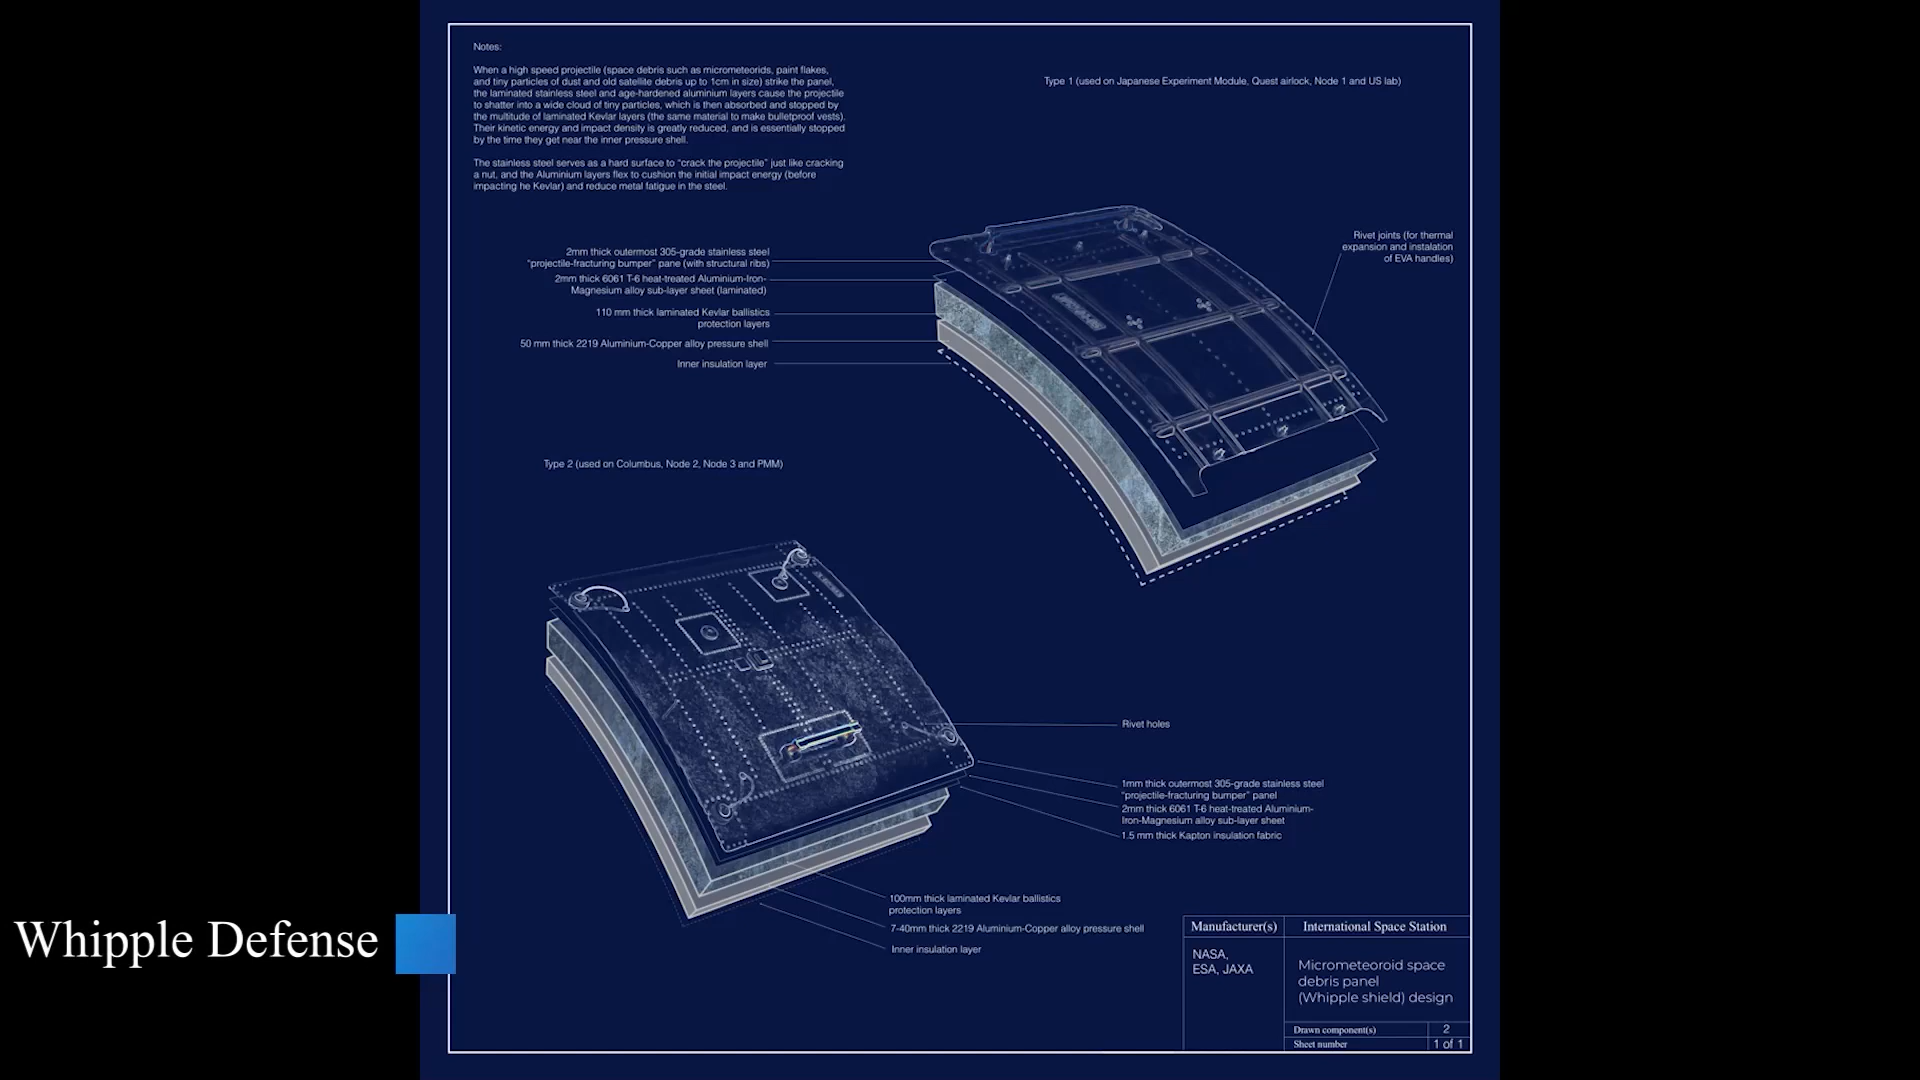 Notes:
When a high speed projectile (space debris such as micrometeorids, paint flakes,
and tiny particles of dust and old satellite debris up to 1cm in size) strike the panel,
the laminated stainless steel and age-hardened aluminium layers cause the projectile
to shatter into a wide cloud of tiny particles, which is then absorbed and stopped by
the multitude of laminated Kevlar layers (the same material to make bulletproof vests).
Their kinetic energy and impact density is greatly reduced, and is essentially stopped
by the time they get near the inner pressure shell.
The stainless steel serves as a hard surface to “crack the projectile” just like cracking
a nut, and the Aluminium layers flex to cushion the initial impact energy (before
impacting he Kevlar) and reduce metal fatigue in the steel.
Type 1 (used on Japanese Experiment Module, Quest airlock, Node 1 and US lab)
2mm thick outermost 305-grade stainless steel
“projectile-fracturing bumper” pane (with structural ribs)
2mm thick 6061 T-6 heat-treated Aluminium-Iron-
Magnesium alloy sub-layer sheet (laminated)
110 mm thick laminated Kevlar ballistics
protection layers
50 mm thick 2219 Aluminium-Copper alloy pressure shell
Inner insulation layer
Rivet joints (for thermal
expansion and instalation
of EVA handles)
Type 2 (used on Columbus, Node 2, Node 3 and PMM)
Rivet holes
1mm thick outermost 305-grade stainless steel
“projectile-fracturing bumper” panel
2mm thick 6061 T-6 heat-treated Aluminium-
Iron-Magnesium alloy sub-layer sheet
1.5 mm thick Kapton insulation fabric
100mm thick laminated Kevlar ballistics
protection layers
7-40mm thick 2219 Aluminium-Copper alloy pressure shell
Inner insulation layer
Whipple Defense
Manufacturer(s)
NASA,
ESA, JAXA
International Space Station
Micrometeoroid space
debris panel
(Whipple shield) design
Drawn component(s) 2
Sheet number 1 of 1